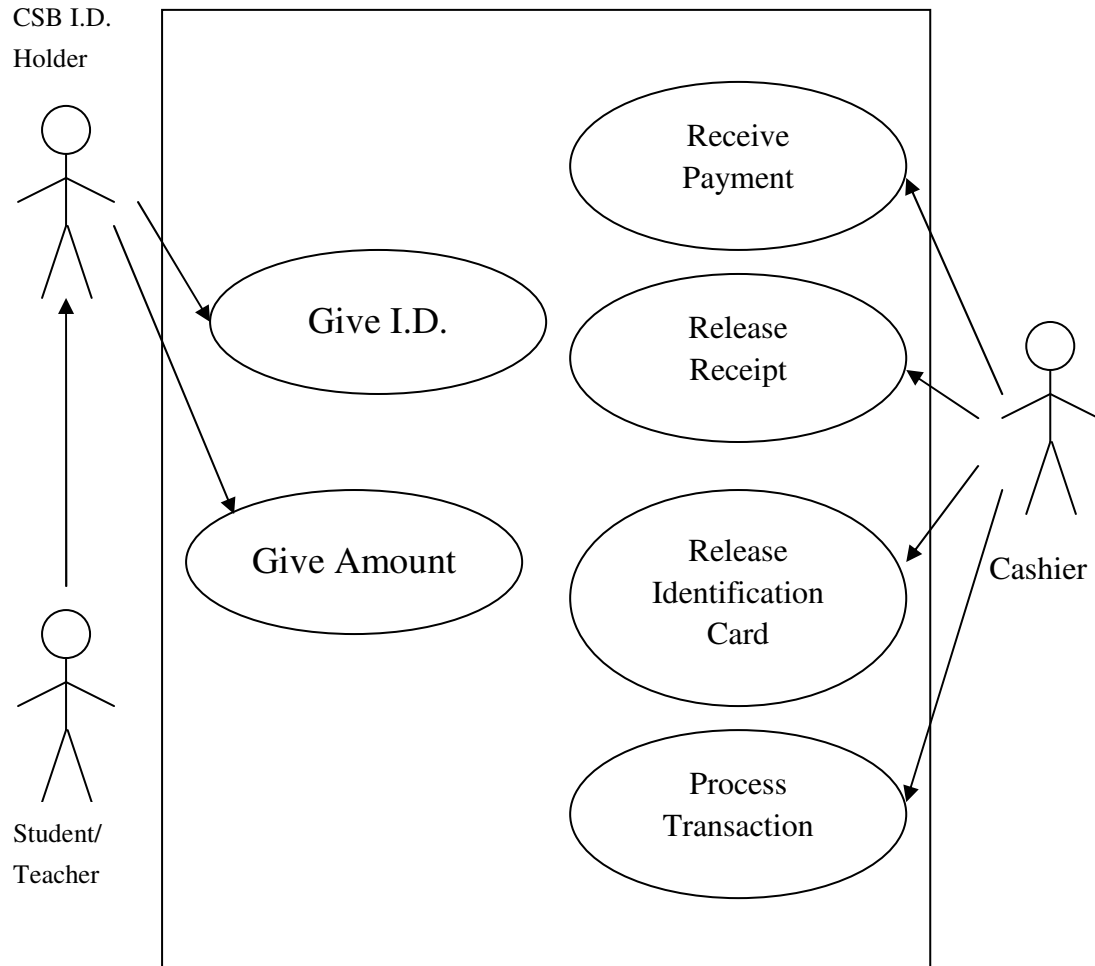 CSB I.D.
Holder
Receive
Payment
Give I.D.
Release
Receipt
Give Amount
Release
Identification
Card
Cashier
Process
Transaction
Student/
Teacher